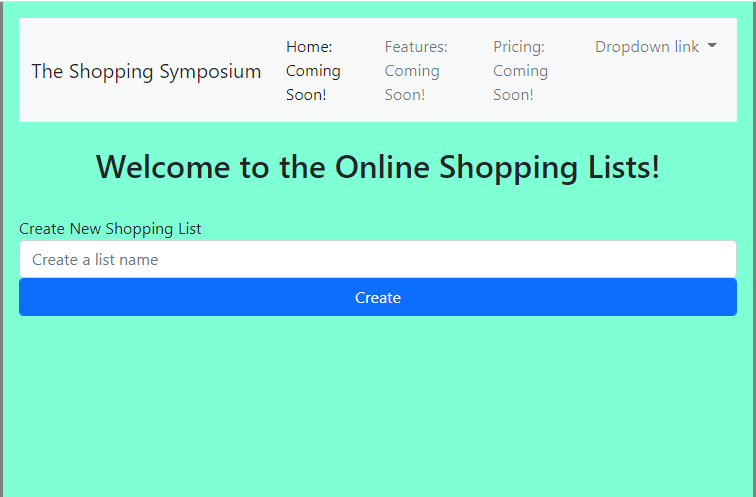 The Shopping Symposium
Home:
Coming
Soon!
Features:
Coming
Soon!
Pricing:
Coming
Soon!
Dropdown link
Welcome to the Online Shopping Lists!
Create New Shopping List
Create a list name
Create